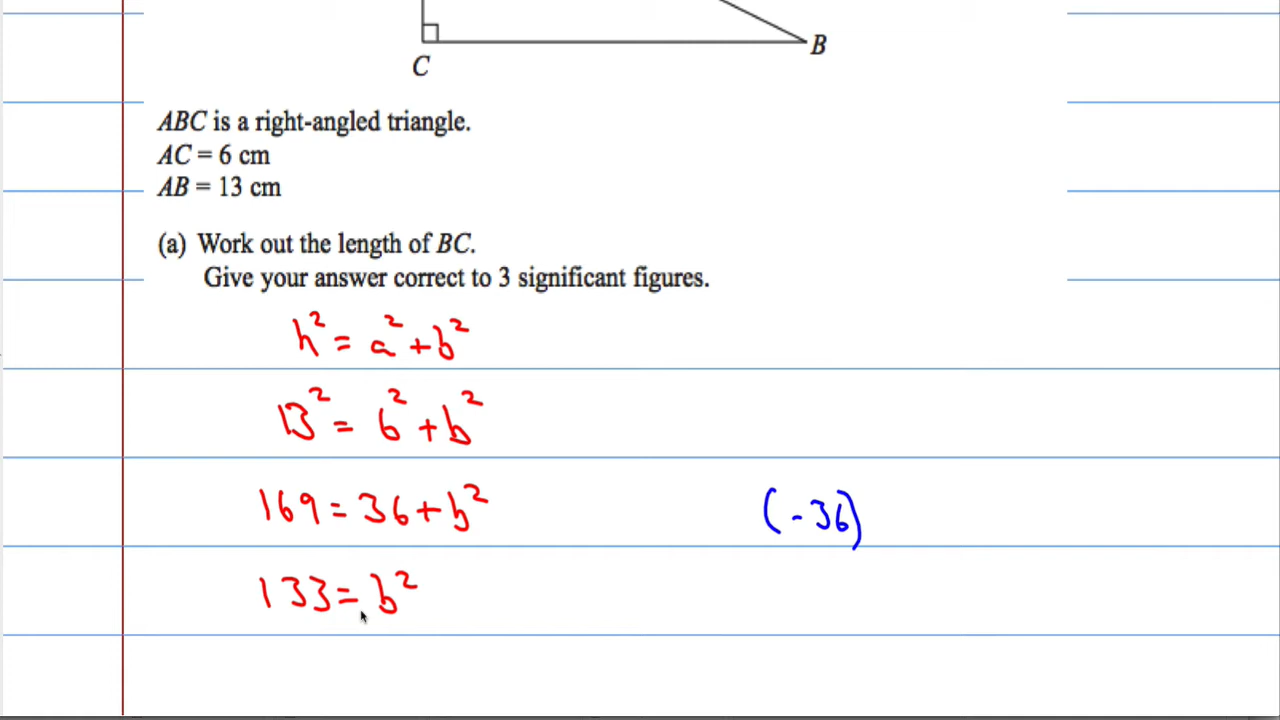 C
B
ABC is a right-angled triangle.
AC = 6 cm
AB = 13 cm
(a) Work out the length of BC.
Give your answer correct to 3 significant figures.
h² = a² + b²
13² = 6² + b²
169 = 36 + b² (-36)
133 = b²